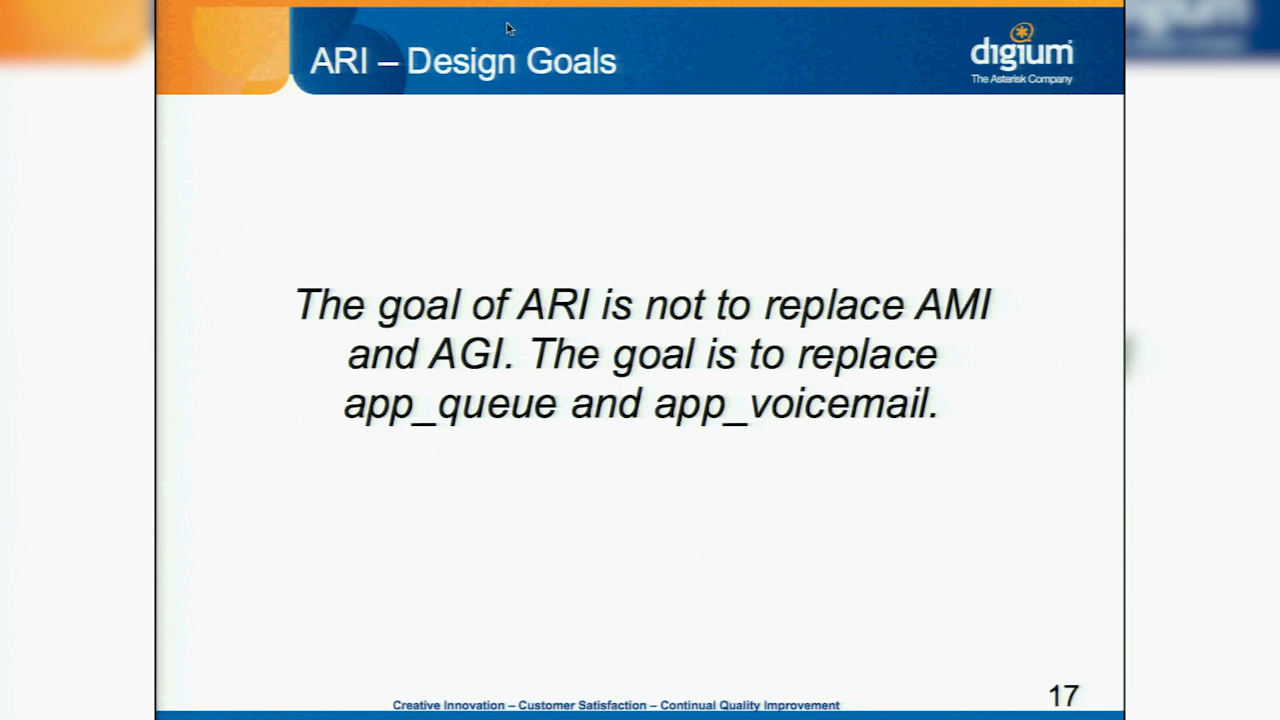 ARI – Design Goals
digium
The Asterisk Company
The goal of ARI is not to replace AMI
and AGI. The goal is to replace
app_queue and app_voicemail.
Creative Innovation – Customer Satisfaction – Continual Quality Improvement
17